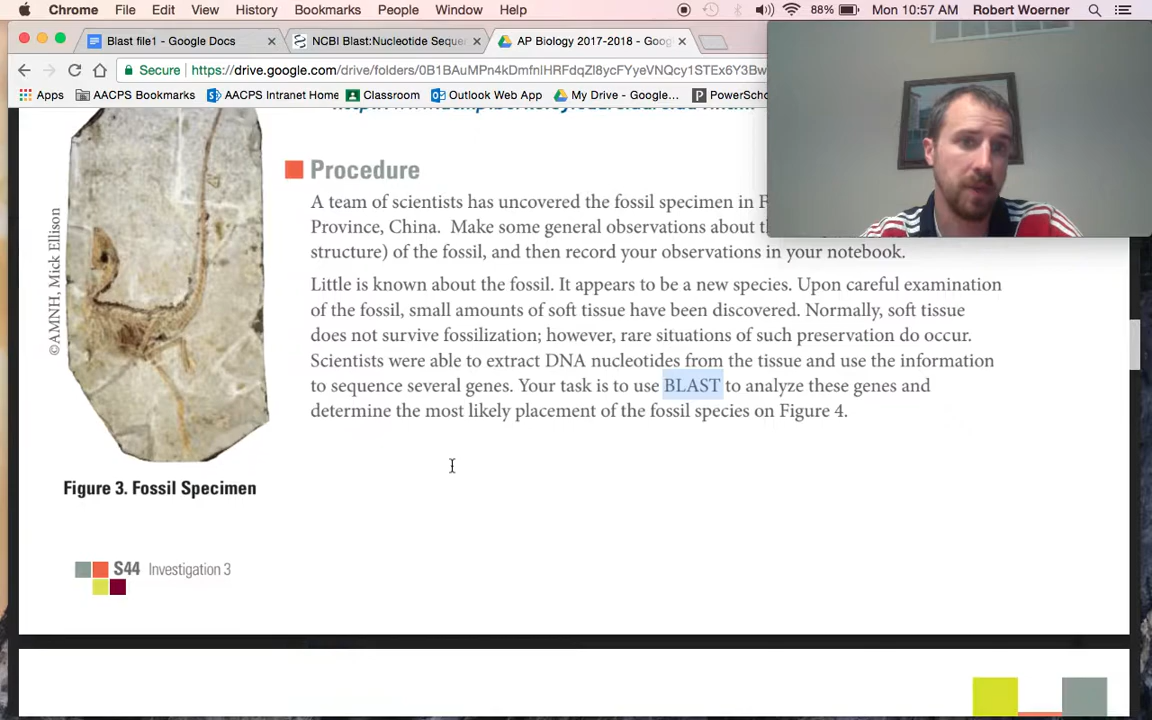 Chrome File Edit View History Bookmarks People Window Help 88% Mon 10:57 AM Robert Woerner
Blast file1 - Google Docs × NCBI Blast:Nucleotide Seque × AP Biology 2017-2018 - Goog ×
Secure https://drive.google.com/drive/folders/
Apps AACPS Bookmarks AACPS Intranet Home Classroom Outlook Web App My Drive - Google... PowerScho
Procedure
A team of scientists has uncovered the fossil specimen in
Province, China. Make some general observations about
structure) of the fossil, and then record your observations in your notebook.
Little is known about the fossil. It appears to be a new species. Upon careful examination
of the fossil, small amounts of soft tissue have been discovered. Normally, soft tissue
does not survive fossilization; however, rare situations of such preservation do occur.
Scientists were able to extract DNA nucleotides from the tissue and use the information
to sequence several genes. Your task is to use BLAST to analyze these genes and
determine the most likely placement of the fossil species on Figure 4.
©AMNH, Mick Ellison
Figure 3. Fossil Specimen
S44 Investigation 3